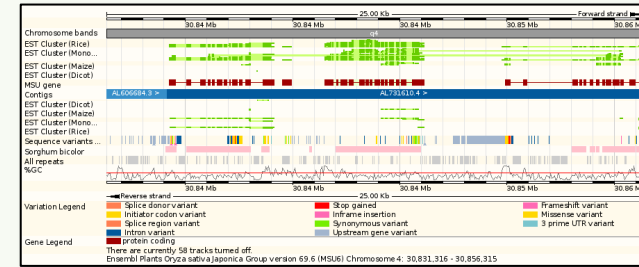 25.00 Kb Forward strand
30.84 Mb 30.84 Mb 30.84 Mb 30.85 Mb 30.86 M
Chromosome bands q4
EST Cluster (Rice)
EST Cluster (Mono...
EST Cluster (Maize)
EST Cluster (Dicot)
MSU gene
Contigs AL606684.3 > AL731610.4 >
EST Cluster (Dicot)
EST Cluster (Maize)
EST Cluster (Mono...
EST Cluster (Rice)
Sequence variants ...
Sorghum bicolor
All repeats
%GC
30.84 Mb 30.84 Mb 30.84 Mb 30.85 Mb 30.86 M
Reverse strand 25.00 Kb
Variation Legend Splice donor variant Stop gained Frameshift variant
Initiator codon variant Inframe insertion Missense variant
Splice region variant Synonymous variant 3 prime UTR variant
Intron variant Upstream gene variant
Gene Legend protein coding
There are currently 58 tracks turned off.
Ensembl Plants Oryza sativa Japonica Group version 69.6 (MSU6) Chromosome 4: 30,831,316 - 30,856,315